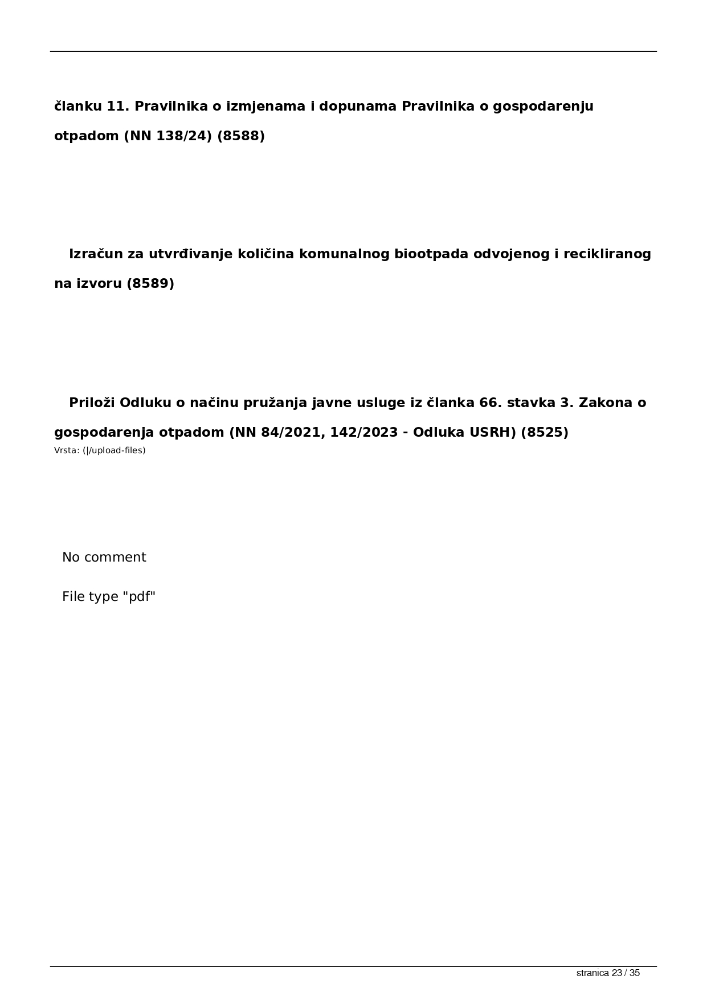 članku 11. Pravilnika o izmjenama i dopunama Pravilnika o gospodarenju
otpadom (NN 138/24) (8588)
Izračun za utvrđivanje količina komunalnog biootpada odvojenog i recikliranog
na izvoru (8589)
Priloži Odluku o načinu pružanja javne usluge iz članka 66. stavka 3. Zakona o
gospodarenja otpadom (NN 84/2021, 142/2023 - Odluka USRH) (8525)
Vrsta: (|/upload-files)
No comment
File type "pdf"
stranica 23 / 35